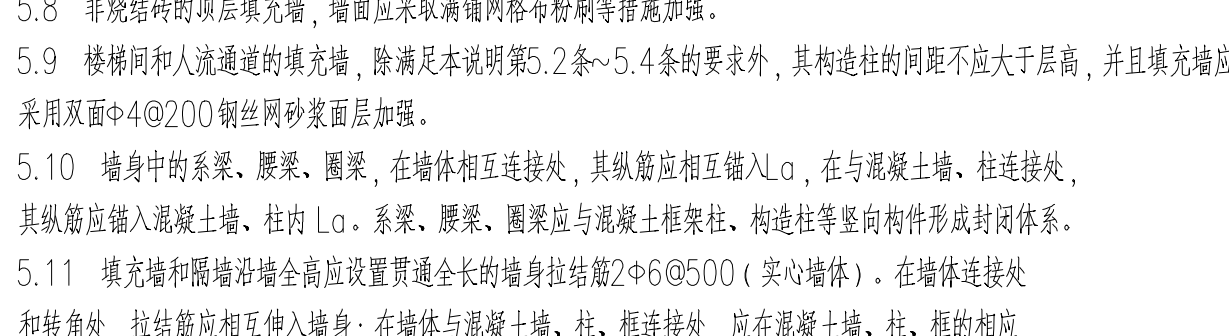 5.8 非烧结砖的顶层填充墙，墙面应采取满铺网格布粉刷等措施加强。
5.9 楼梯间和人流通道的填充墙，除满足本说明第5.2条~5.4条的要求外，其构造柱的间距不应大于层高，并且填充墙应
采用双面Φ4@200钢丝网砂浆面层加强。
5.10 墙身中的系梁、腰梁、圈梁，在墙体相互连接处，其纵筋应相互锚入La，在与混凝土墙、柱连接处，
其纵筋应锚入混凝土墙、柱内 La。系梁、腰梁、圈梁应与混凝土框架柱、构造柱等竖向构件形成封闭体系。
5.11 填充墙和隔墙沿墙全高应设置贯通全长的墙身拉结筋2Φ6@500（实心墙体）。在墙体连接处
和转角处 拉结筋应相互伸入墙身；在墙体与混凝土墙、柱、框连接处 应在混凝土墙、柱、框的相应